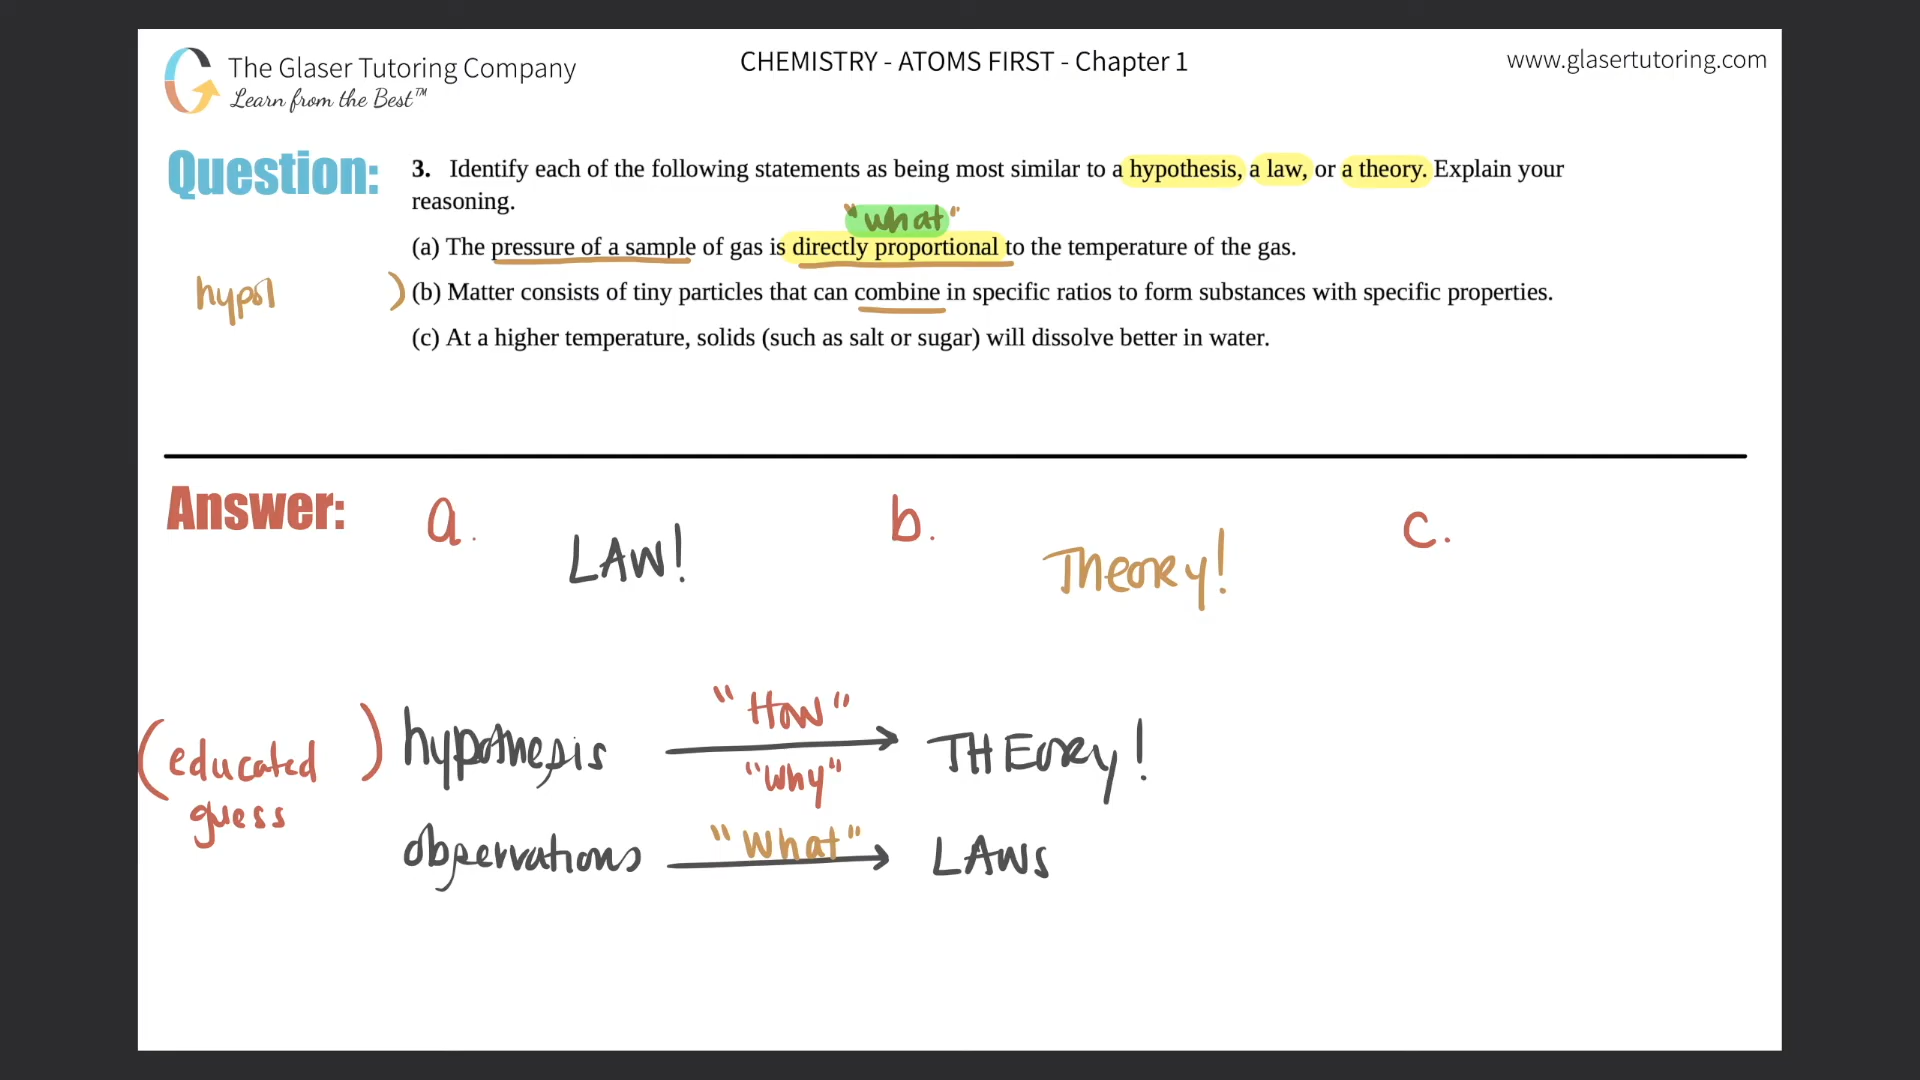 The Glaser Tutoring Company
Learn from the Best™
CHEMISTRY - ATOMS FIRST - Chapter 1
www.glasertutoring.com
Question:
3. Identify each of the following statements as being most similar to a hypothesis, a law, or a theory. Explain your
reasoning.
"what"
(a) The pressure of a sample of gas is directly proportional to the temperature of the gas.
(b) Matter consists of tiny particles that can combine in specific ratios to form substances with specific properties.
(c) At a higher temperature, solids (such as salt or sugar) will dissolve better in water.
Answer:
a.
LAW!
b.
Theory!
c.
(educated guess)
hypothesis
"How"
"Why"
THEORY!
observations
"What"
LAWS